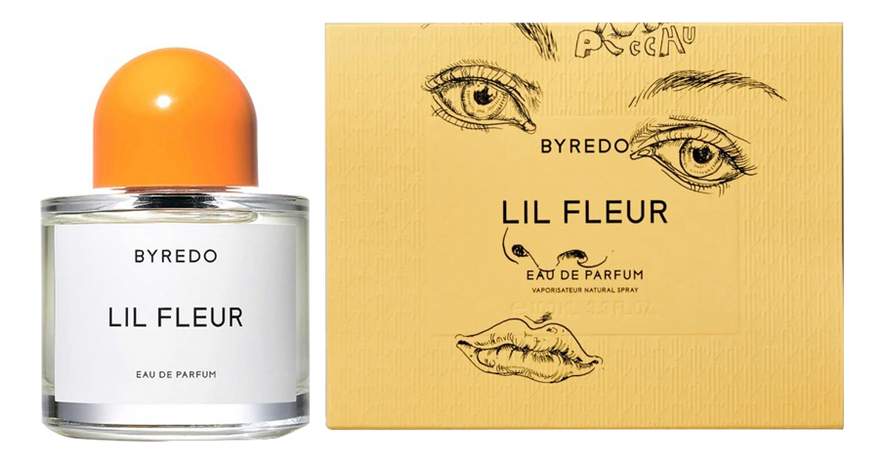 BYREDO
LIL FLEUR
EAU DE PARFUM
BYREDO
LIL FLEUR
EAU DE PARFUM
VAPORISATEUR NATURAL SPRAY